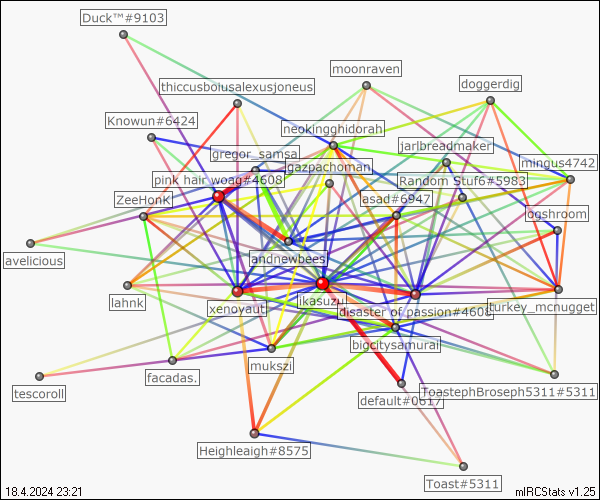 Duck™#9103
moonraven
thiccusbolusalexusjoneus
doggerdig
Knowun#6424
neokingghidorah
jarlbreadmaker
gregor_samsa
gazpachoman
mingus4742
pink hair woag#4608
Random Stuf6#5983
ZeeHonK
asad#6947
ogshroom
avelicious
andnewbees
lahnk
xenoyaut
ikasuzu
disaster of passion#4608
turkey_mcnugget
bigcitysamurai
mukszi
facadas.
tescoroll
default#0617
ToastephBroseph5311#5311
Heighleaigh#8575
Toast#5311
18.4.2024 23:21
mIRCStats v1.25